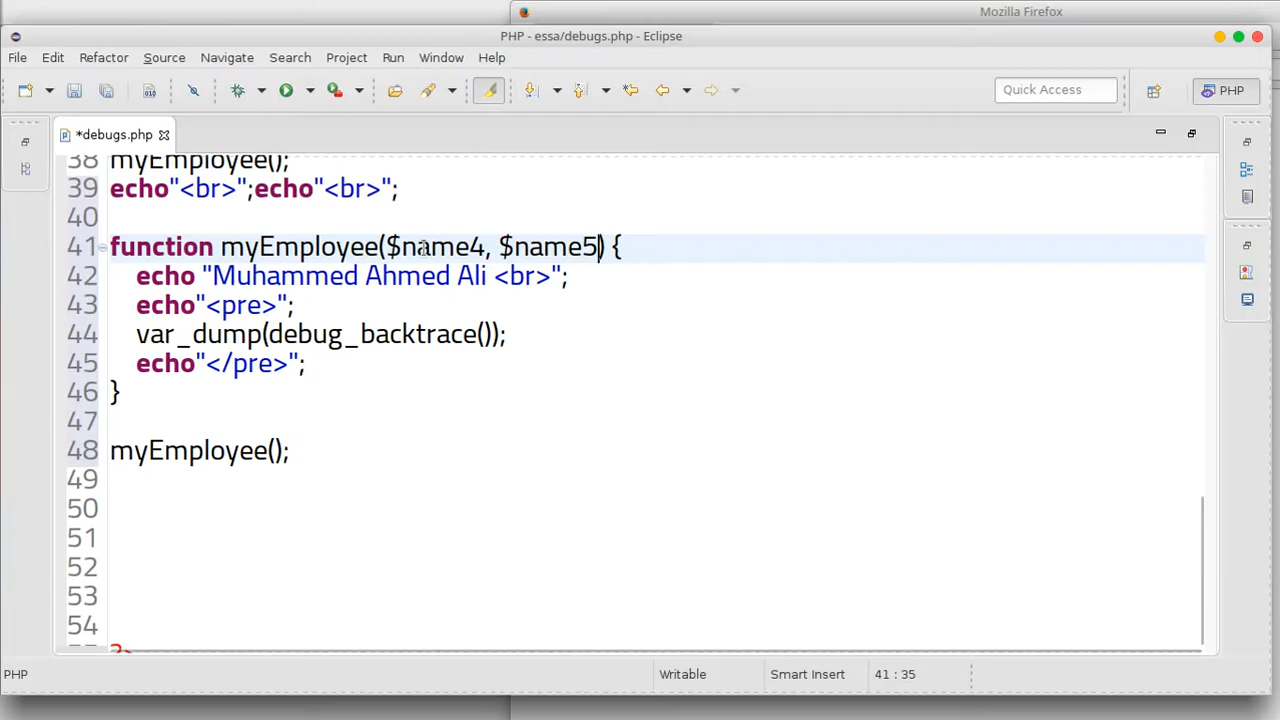 Mozilla Firefox
PHP - essa/debugs.php - Eclipse
File Edit Refactor Source Navigate Search Project Run Window Help
Quick Access PHP
*debugs.php
38 myEmployee();
39 echo"<br>";echo"<br>";
40
41 function myEmployee($name4, $name5) {
42 echo "Muhammed Ahmed Ali <br>";
43 echo"<pre>";
44 var_dump(debug_backtrace());
45 echo"</pre>";
46 }
47
48 myEmployee();
49
50
51
52
53
54
?>
PHP Writable Smart Insert 41 : 35